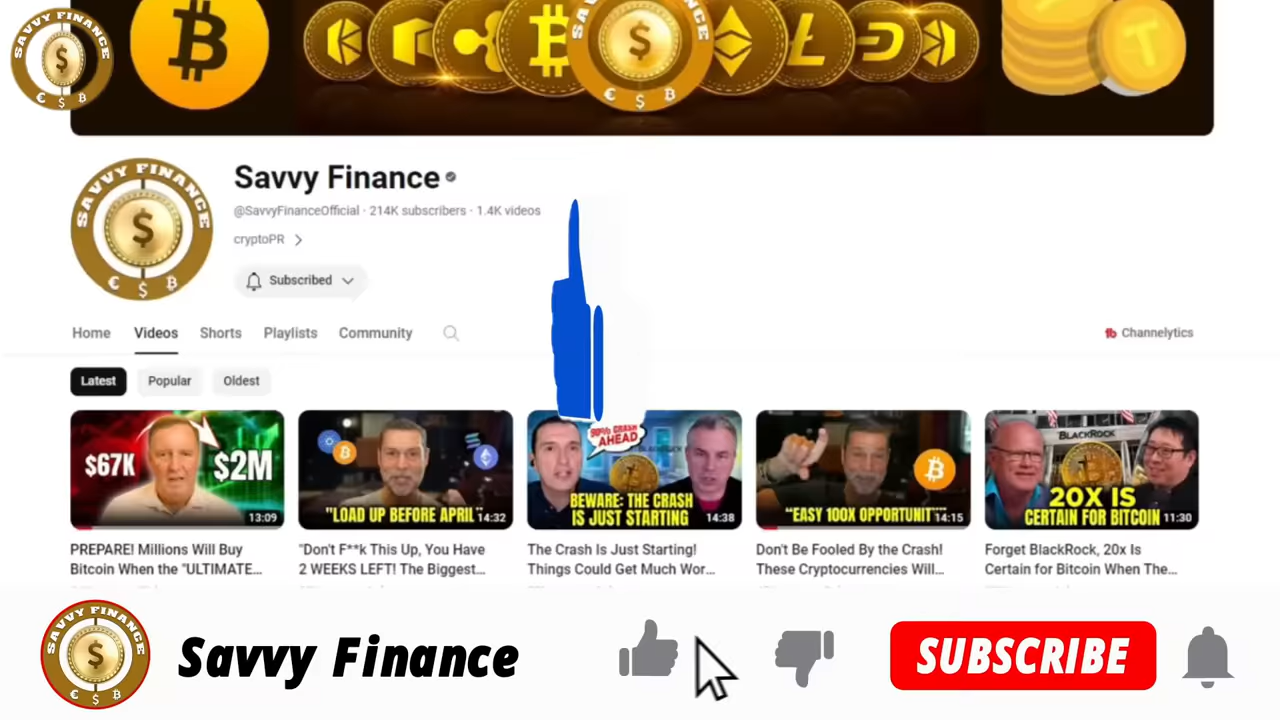 SAVVY FINANCE
Savvy Finance
@SavvyFinanceOfficial · 214K subscribers · 1.4K videos
cryptoPR
Subscribed
Home Videos Shorts Playlists Community
Channelytics
Latest Popular Oldest
$67K $2M
13:09
"LOAD UP BEFORE APRIL"
14:32
90% CRASH
AHEAD
BEWARE: THE CRASH
IS JUST STARTING
14:38
"EASY 100X OPPORTUNIT
14:15
BLACKROCK
20X IS
CERTAIN FOR BITCOIN
11:30
PREPARE! Millions Will Buy
Bitcoin When the "ULTIMATE...
"Don't F**k This Up, You Have
2 WEEKS LEFT! The Biggest...
The Crash Is Just Starting!
Things Could Get Much Wor...
Don't Be Fooled By the Crash!
These Cryptocurrencies Will...
Forget BlackRock, 20x Is
Certain for Bitcoin When The...
SAVVY FINANCE
Savvy Finance
SUBSCRIBE